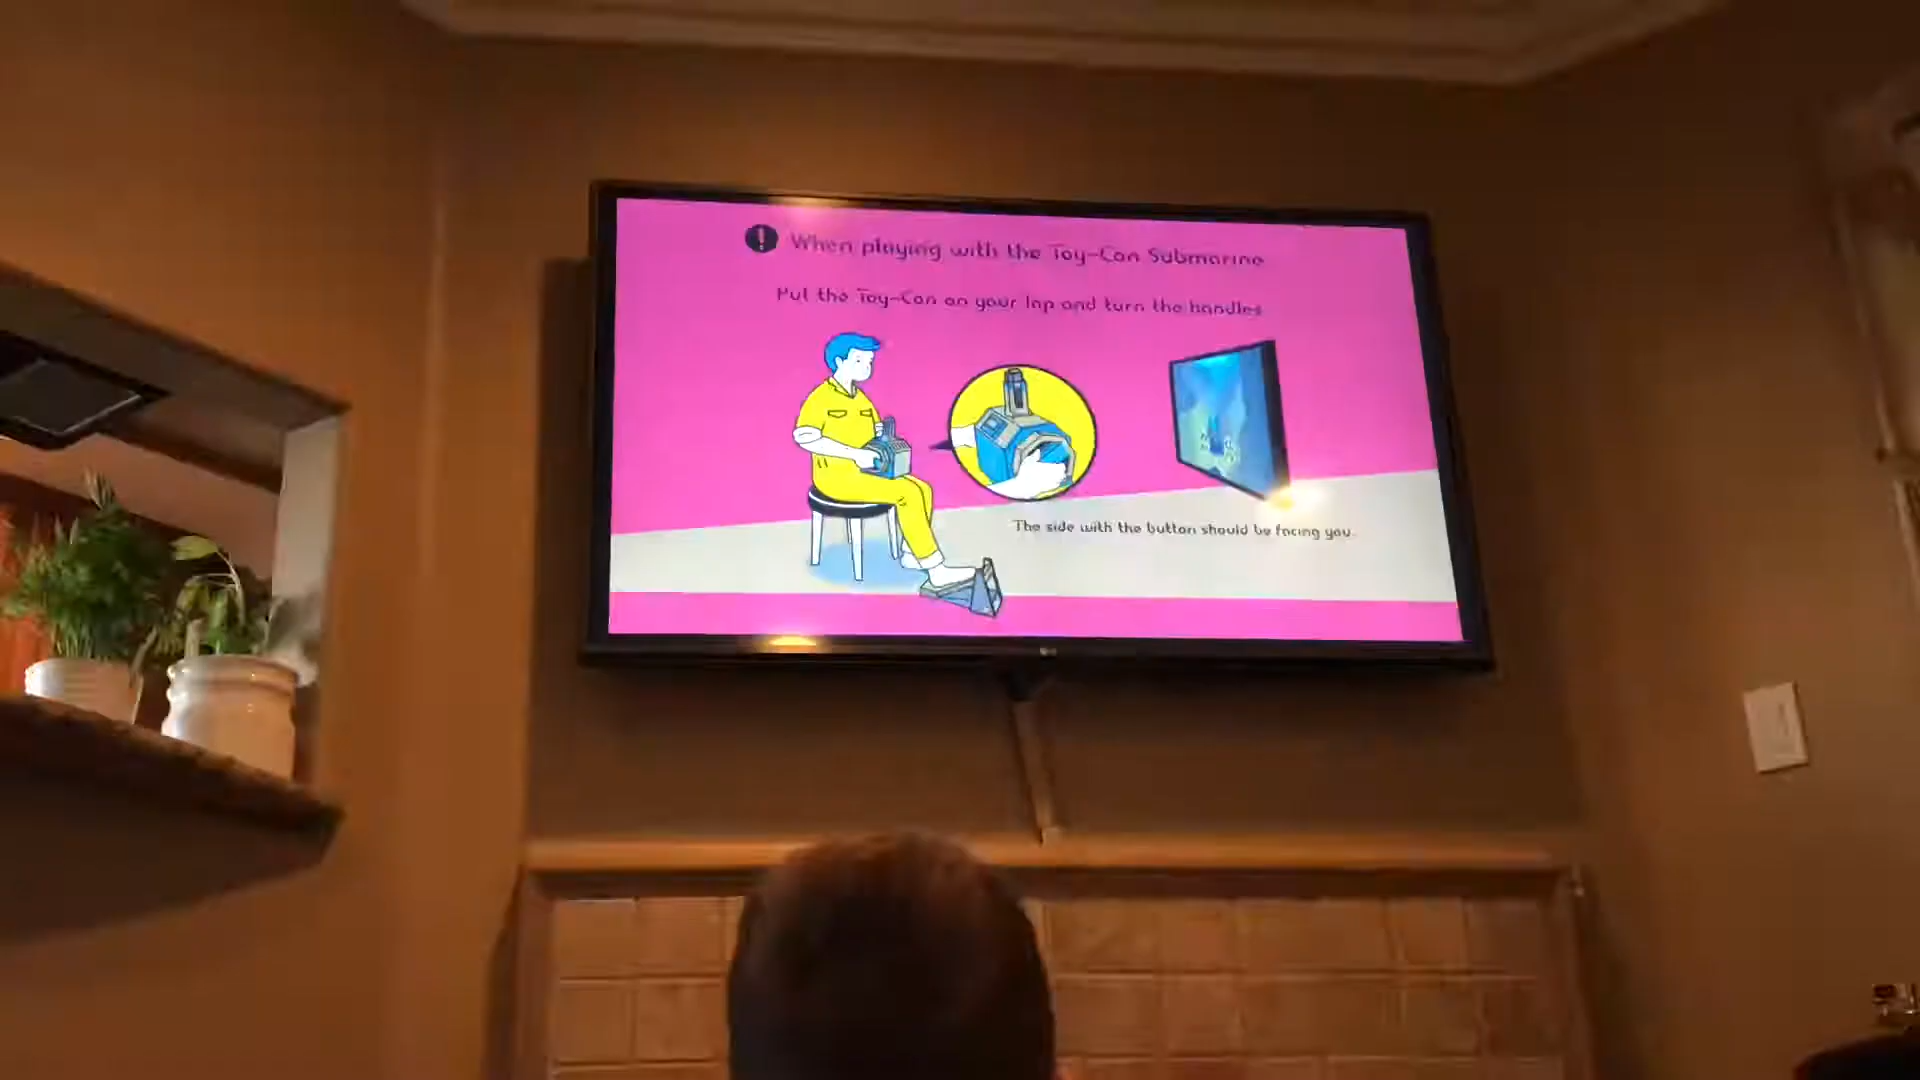 When playing with the Toy-Con Submarine
Put the Toy-Con on your lap and turn the handles
The side with the button should be facing you.